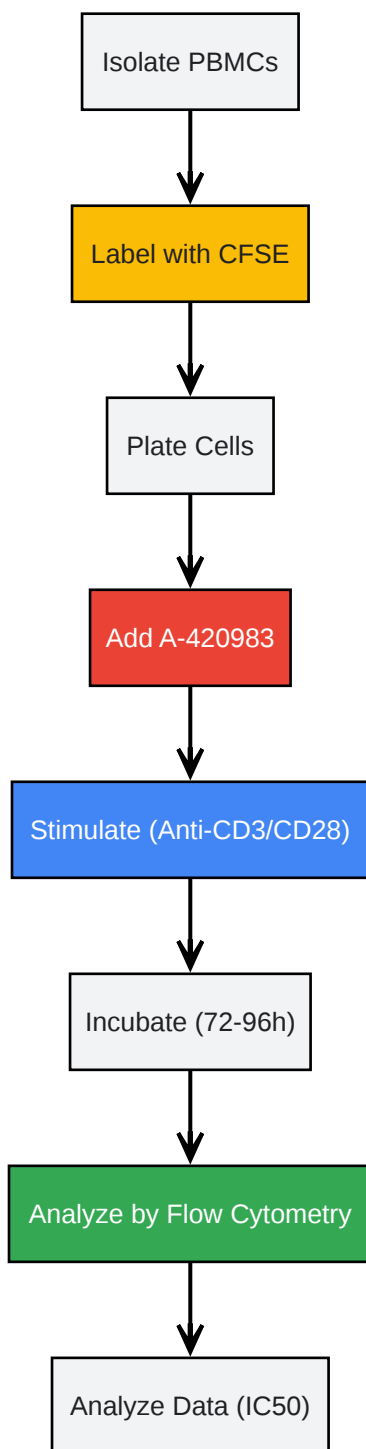 Isolate PBMCs
Label with CFSE
Plate Cells
Add A-420983
Stimulate (Anti-CD3/CD28)
Incubate (72-96h)
Analyze by Flow Cytometry
Analyze Data (IC50)